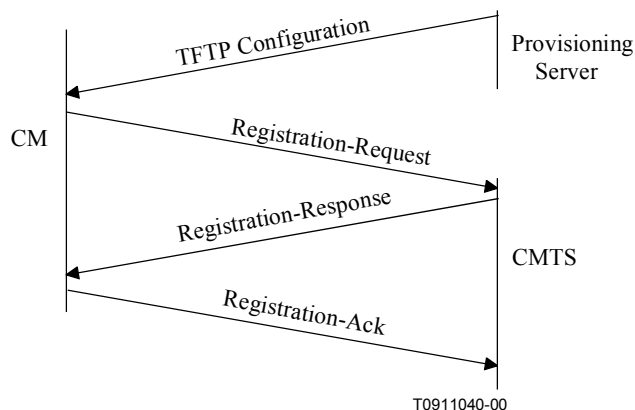 TFTP Configuration
Provisioning
Server
CM
Registration-Request
Registration-Response
CMTS
Registration-Ack
T0911040-00